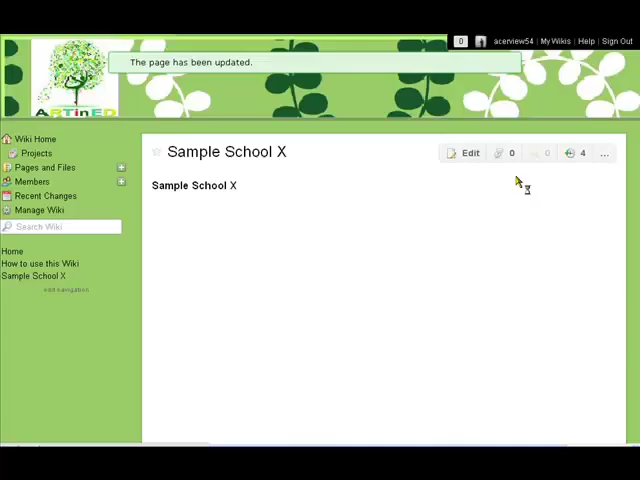 0 acerview54 My Wikis Help Sign Out
The page has been updated.
ARTinED
Wiki Home
Projects
Pages and Files
Members
Recent Changes
Manage Wiki
Search Wiki
Home
How to use this Wiki
Sample School X
edit navigation
Sample School X
Edit 0 0 4 ...
Sample School X